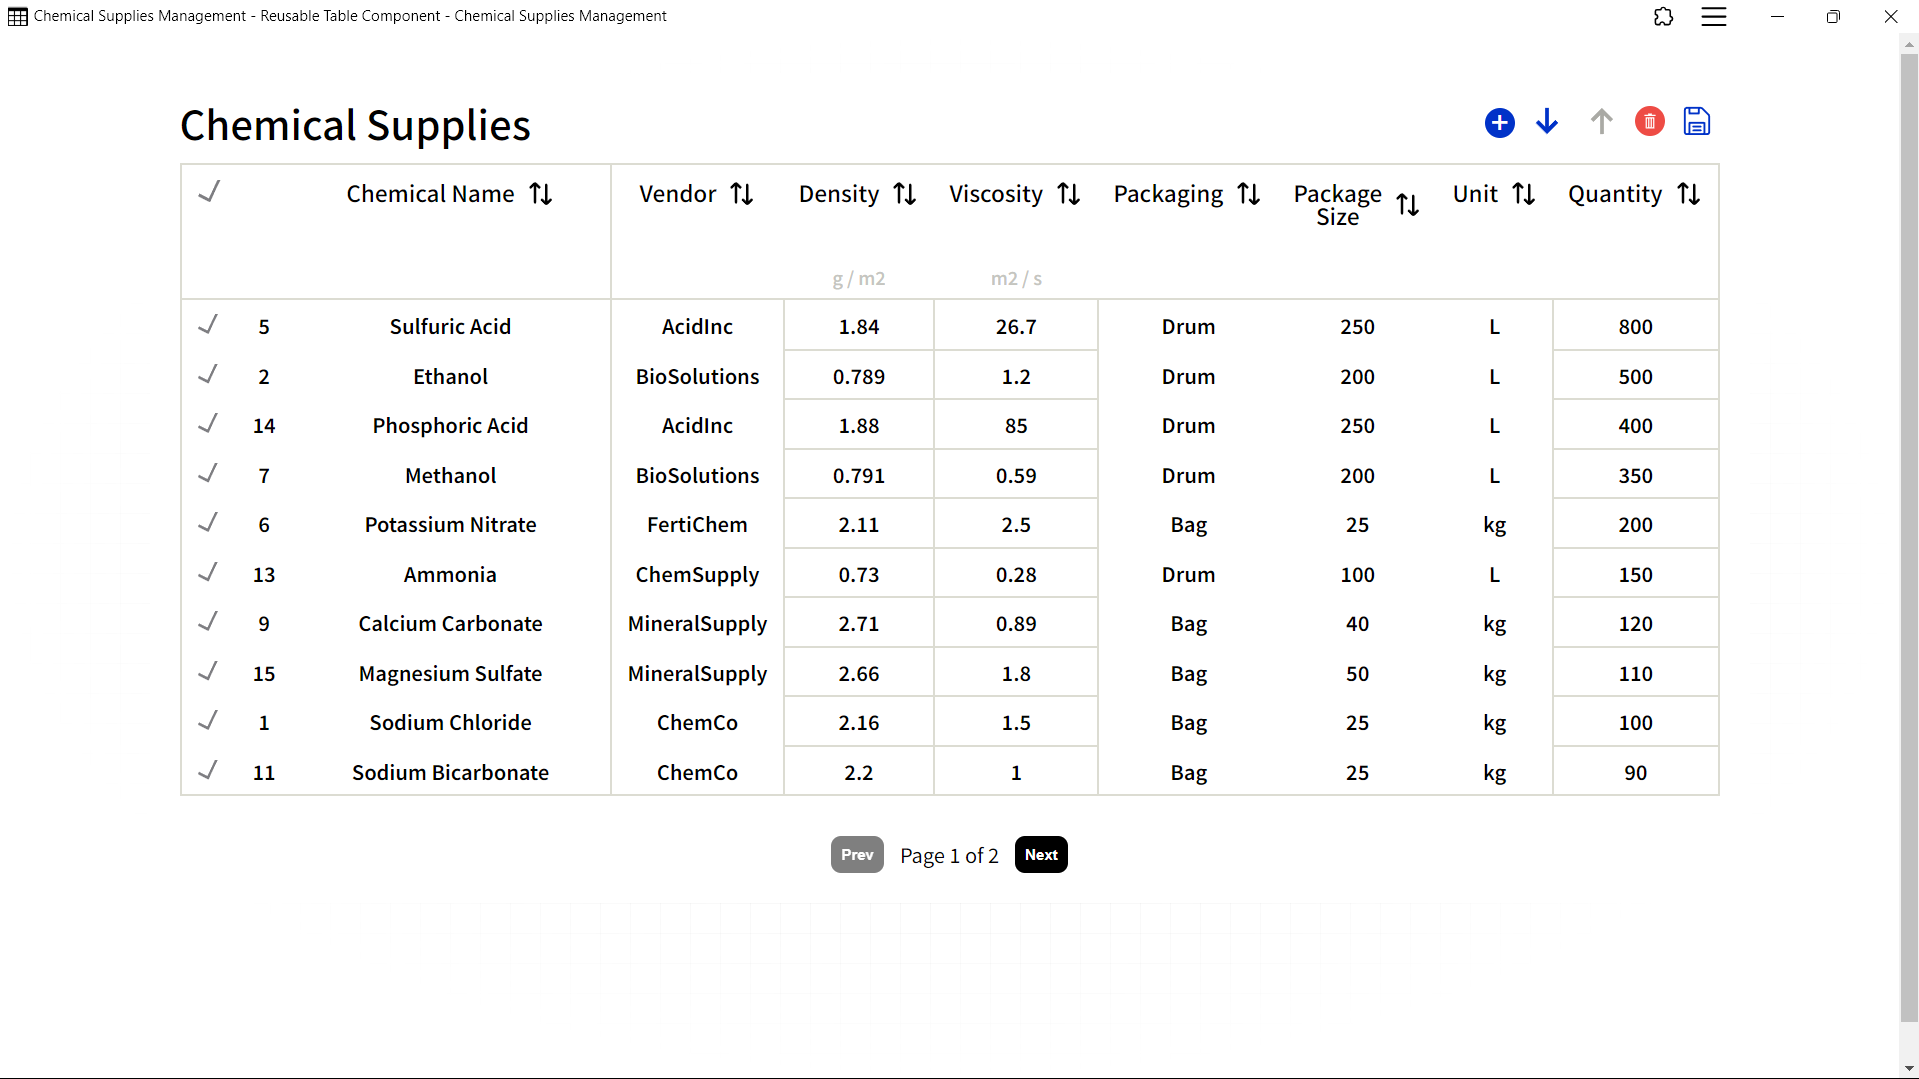 Chemical Supplies Management - Reusable Table Component - Chemical Supplies Management
Chemical Supplies
Chemical Name Vendor Density Viscosity Packaging Package Size Unit Quantity
g / m2 m2 / s
5 Sulfuric Acid AcidInc 1.84 26.7 Drum 250 L 800
2 Ethanol BioSolutions 0.789 1.2 Drum 200 L 500
14 Phosphoric Acid AcidInc 1.88 85 Drum 250 L 400
7 Methanol BioSolutions 0.791 0.59 Drum 200 L 350
6 Potassium Nitrate FertiChem 2.11 2.5 Bag 25 kg 200
13 Ammonia ChemSupply 0.73 0.28 Drum 100 L 150
9 Calcium Carbonate MineralSupply 2.71 0.89 Bag 40 kg 120
15 Magnesium Sulfate MineralSupply 2.66 1.8 Bag 50 kg 110
1 Sodium Chloride ChemCo 2.16 1.5 Bag 25 kg 100
11 Sodium Bicarbonate ChemCo 2.2 1 Bag 25 kg 90
Prev Page 1 of 2 Next